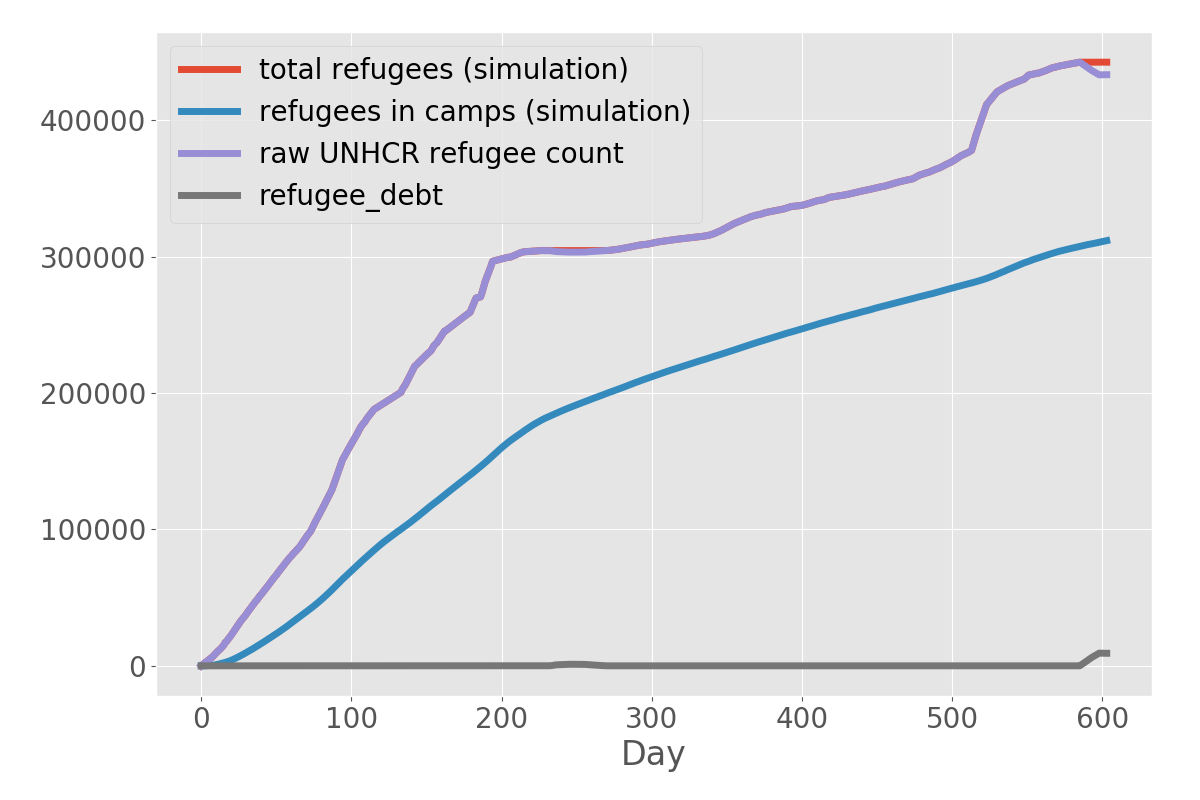 total refugees (simulation)
refugees in camps (simulation)
raw UNHCR refugee count
refugee_debt
400000
300000
200000
100000
0
0 100 200 300 400 500 600
Day